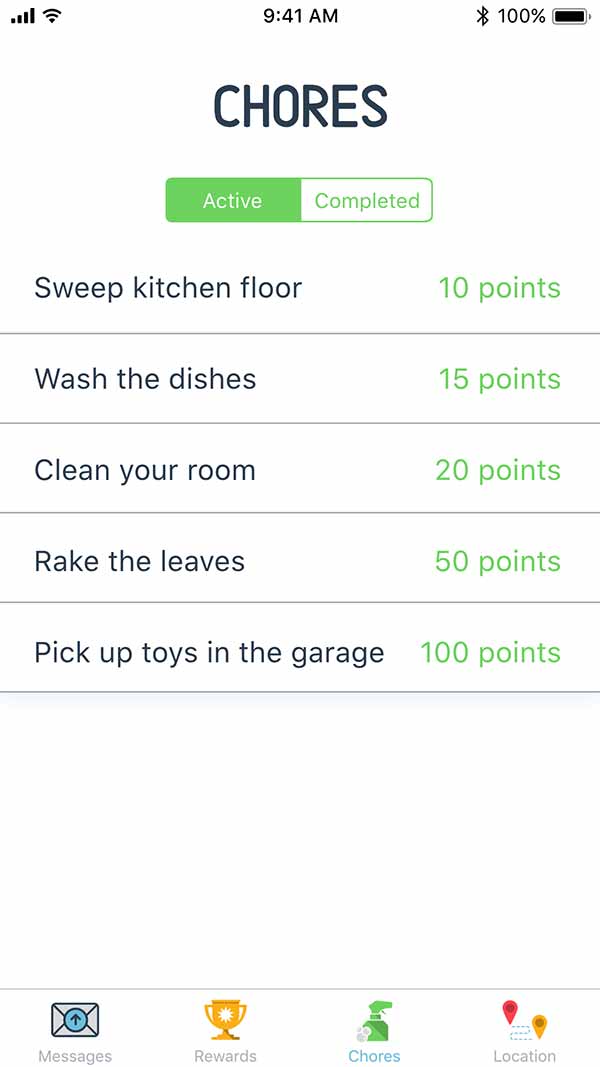 9:41 AM 100%
CHORES
Active Completed
Sweep kitchen floor 10 points
Wash the dishes 15 points
Clean your room 20 points
Rake the leaves 50 points
Pick up toys in the garage 100 points
Messages Rewards Chores Location